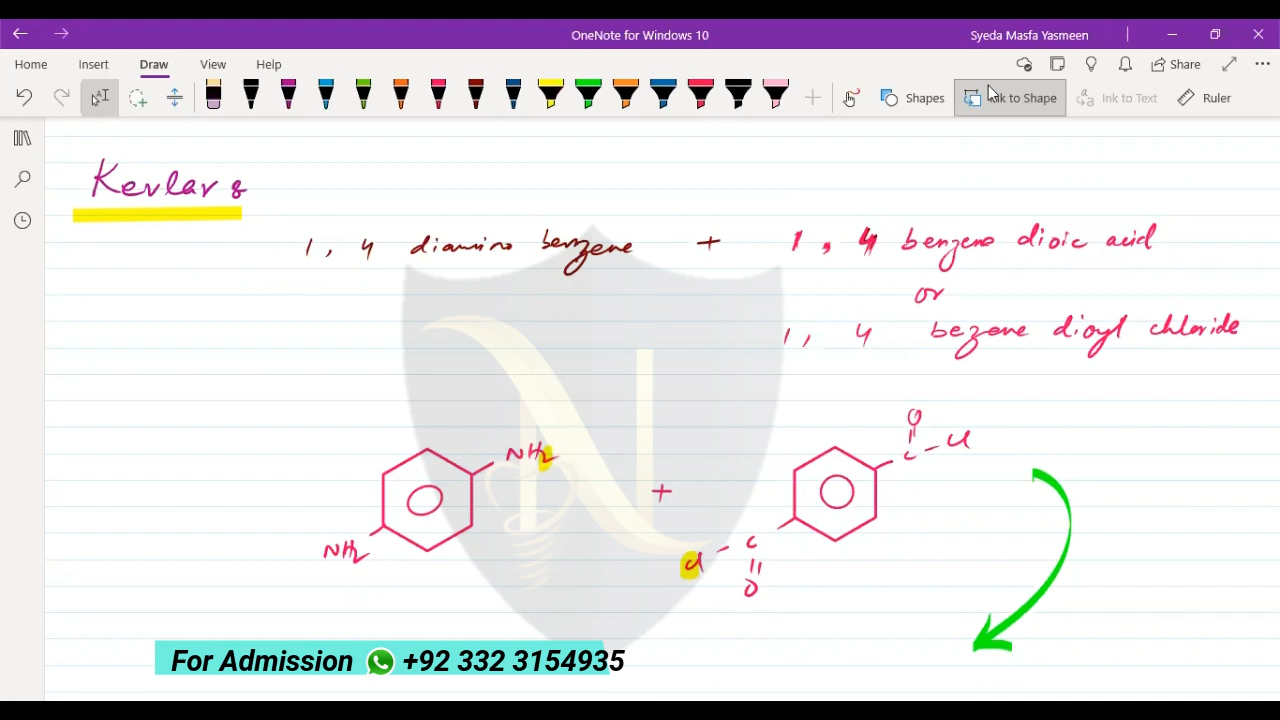 OneNote for Windows 10
Syeda Masfa Yasmeen
Home Insert Draw View Help Share
Shapes Ink to Shape Ink to Text Ruler
Kevlar :
1, 4 diamino benzene + 1, 4 benzene dioic acid
or
1, 4 bezene dioyl chloride
NH2
NH2
+
O
C - Cl
Cl - C
O
For Admission +92 332 3154935